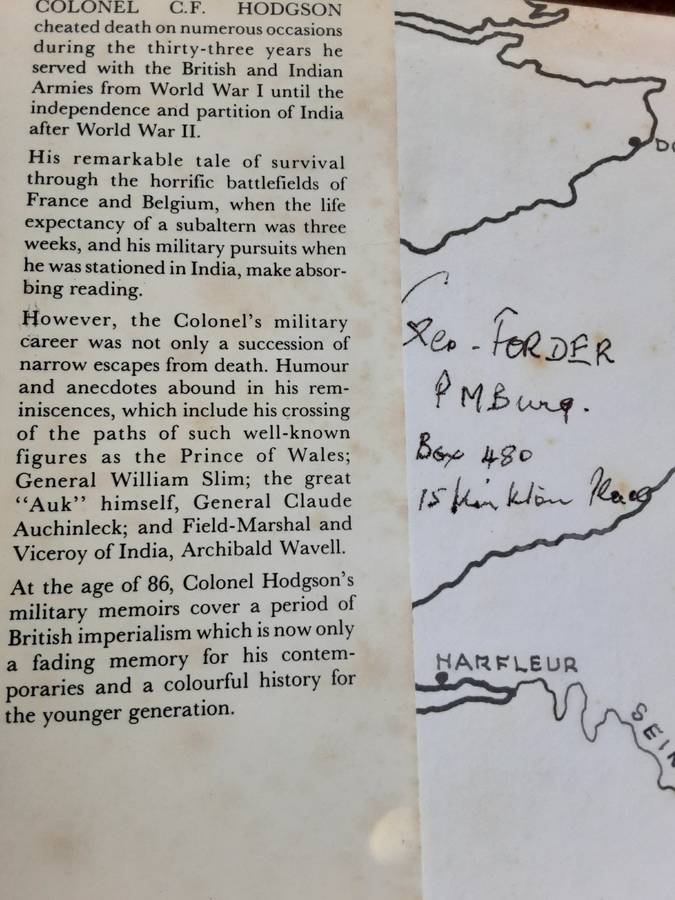 COLONEL C.F. HODGSON
cheated death on numerous occasions
during the thirty-three years he
served with the British and Indian
Armies from World War I until the
independence and partition of India
after World War II.
His remarkable tale of survival
through the horrific battlefields of
France and Belgium, when the life
expectancy of a subaltern was three
weeks, and his military pursuits when
he was stationed in India, make absor-
bing reading.
However, the Colonel's military
career was not only a succession of
narrow escapes from death. Humour
and anecdotes abound in his rem-
iniscences, which include his crossing
of the paths of such well-known
figures as the Prince of Wales;
General William Slim; the great
"Auk" himself, General Claude
Auchinleck; and Field-Marshal and
Viceroy of India, Archibald Wavell.
At the age of 86, Colonel Hodgson's
military memoirs cover a period of
British imperialism which is now only
a fading memory for his contem-
poraries and a colourful history for
the younger generation.
FORDER
PMBurg.
Box 480
15 Place
HARFLEUR